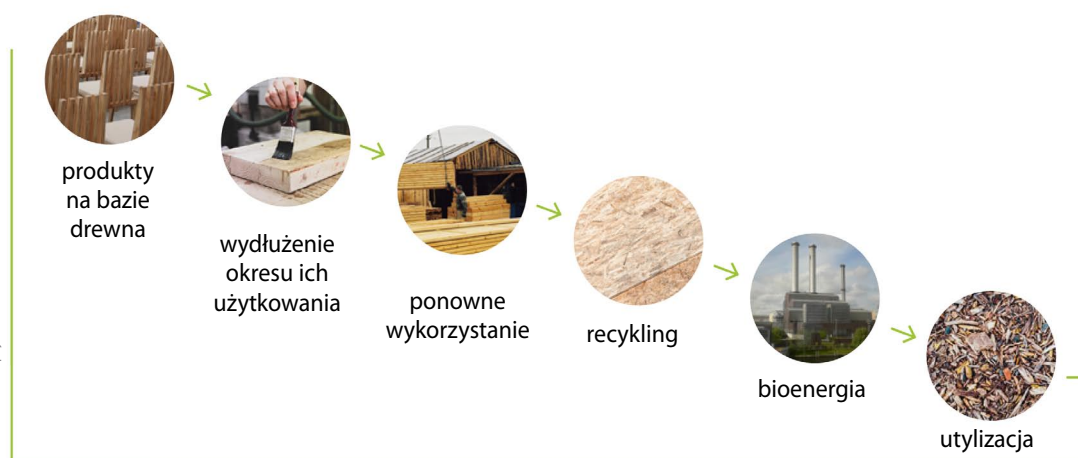 produkty
na bazie
drewna
wydłużenie
okresu ich
użytkowania
ponowne
wykorzystanie
recykling
bioenergia
utylizacja